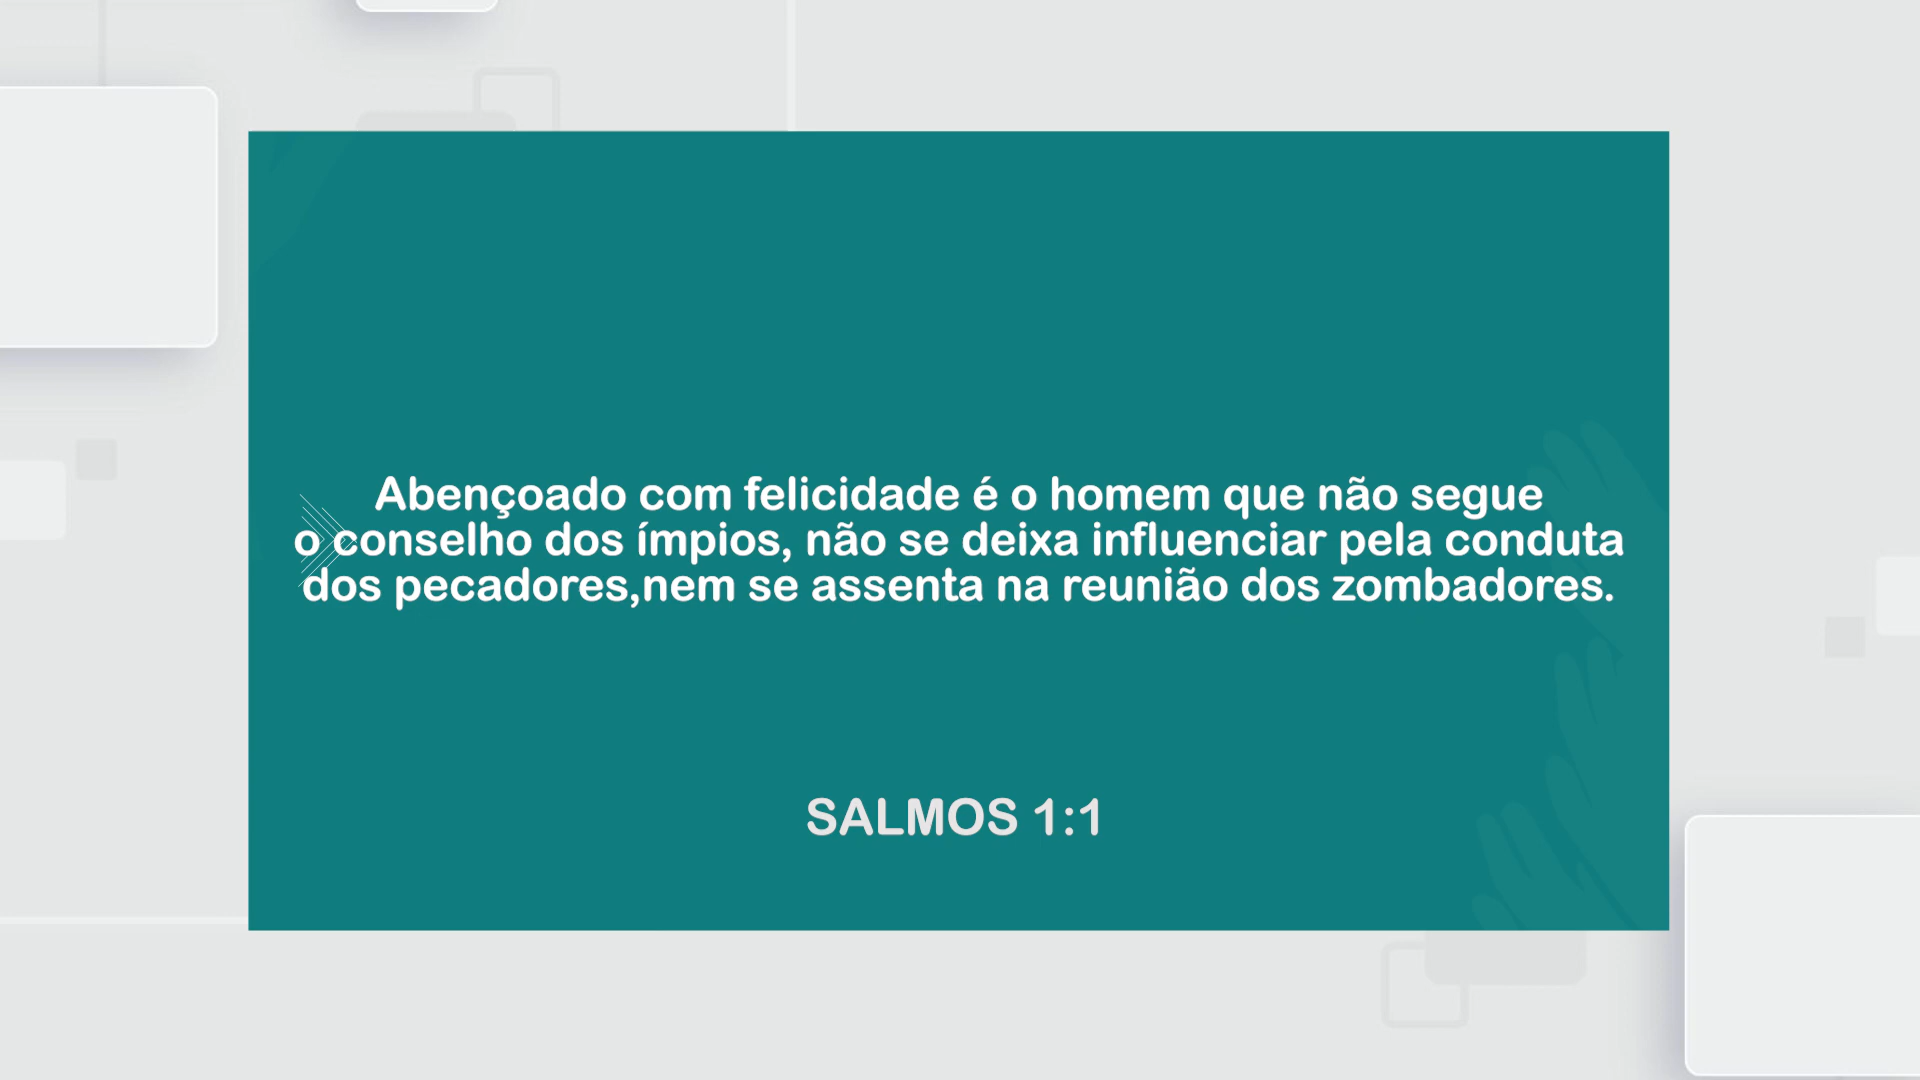 Abençoado com felicidade é o homem que não segue
o conselho dos ímpios, não se deixa influenciar pela conduta
dos pecadores,nem se assenta na reunião dos zombadores.
SALMOS 1:1